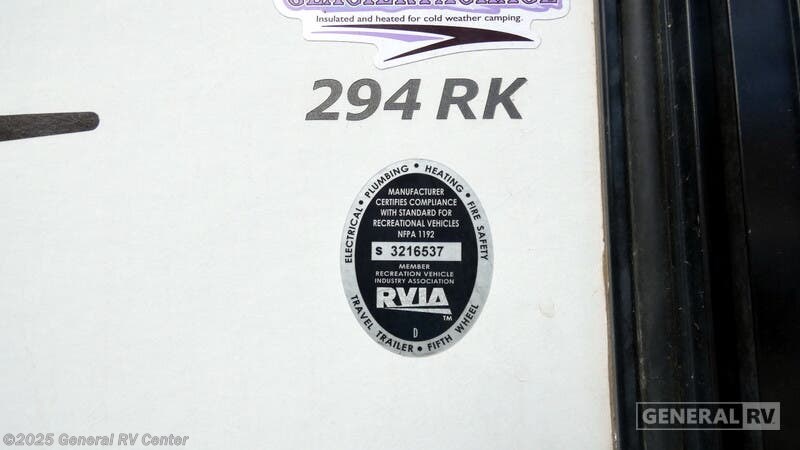 GLACIER PACKAGE
Insulated and heated for cold weather camping.
294 RK
ELECTRICAL • PLUMBING • HEATING • FIRE SAFETY
MANUFACTURER
CERTIFIES COMPLIANCE
WITH STANDARD FOR
RECREATIONAL VEHICLES
NFPA 1192
S 3216537
MEMBER
RECREATION VEHICLE
INDUSTRY ASSOCIATION
RVIA
TM
D
TRAVEL TRAILER • FIFTH WHEEL
GENERAL RV
©2025 General RV Center